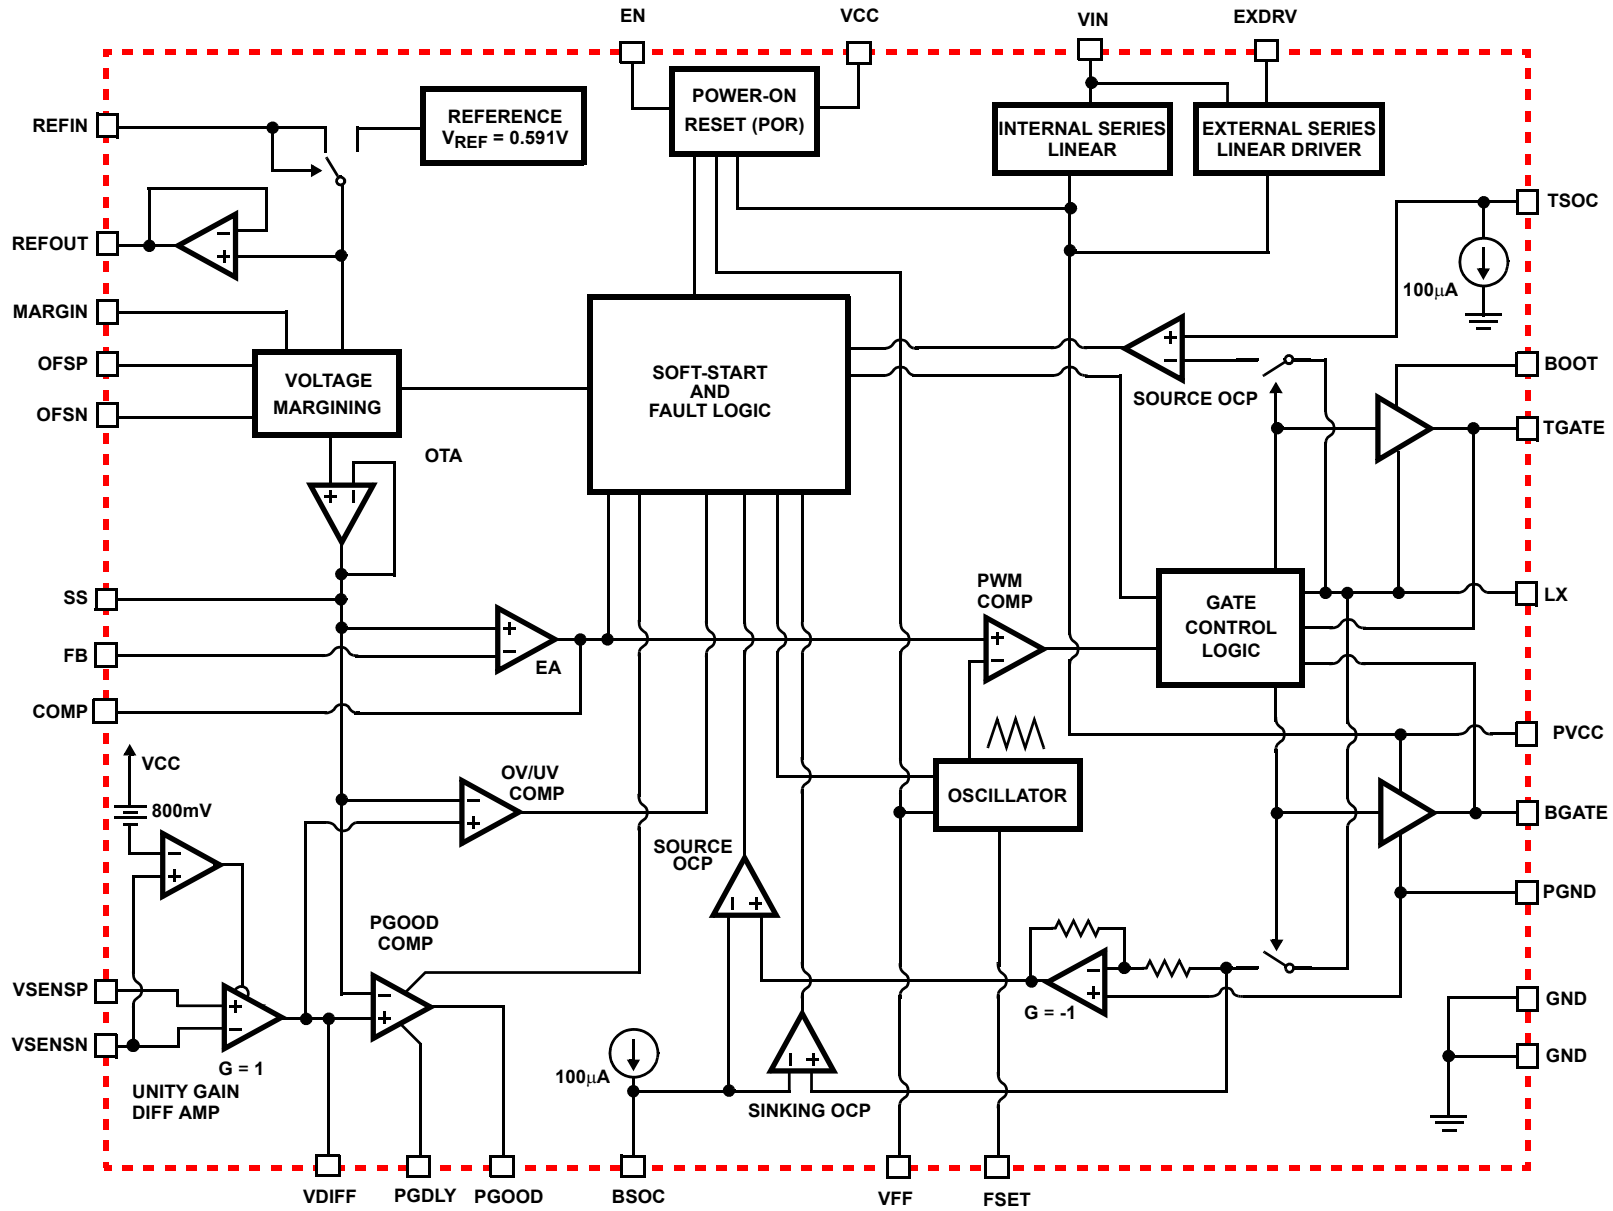 EN
VCC
VIN
EXDRV
REFIN
REFERENCE
VREF = 0.591V
POWER-ON
RESET (POR)
INTERNAL SERIES
LINEAR
EXTERNAL SERIES
LINEAR DRIVER
TSOC
REFOUT
−
+
100µA
MARGIN
OFSP
OFSN
VOLTAGE
MARGINING
SOFT-START
AND
FAULT LOGIC
+
−
SOURCE OCP
BOOT
TGATE
OTA
+ −
SS
FB
COMP
+
−
EA
PWM
COMP
+
−
GATE
CONTROL
LOGIC
LX
PVCC
VCC
800mV
OV/UV
COMP
−
+
OSCILLATOR
BGATE
−
+
SOURCE
OCP
− +
PGND
PGOOD
COMP
−
+
−
+
G = -1
VSENSP
VSENSN
+
−
G = 1
UNITY GAIN
DIFF AMP
100µA
− +
SINKING OCP
GND
GND
VDIFF
PGDLY
PGOOD
BSOC
VFF
FSET